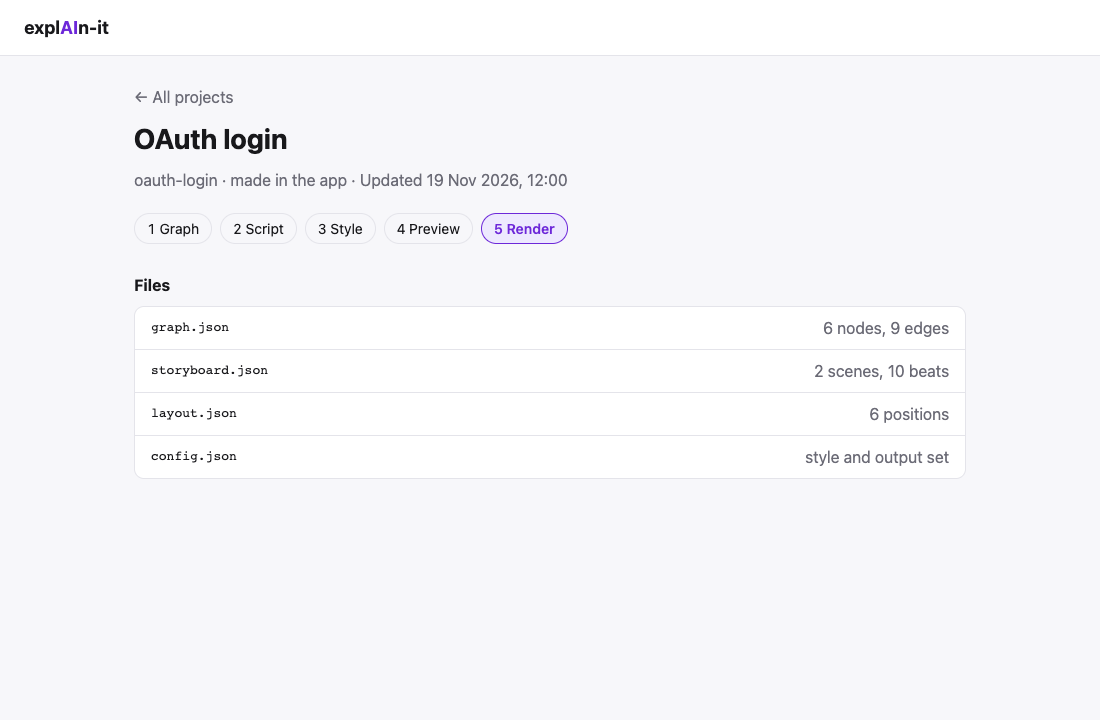 explAIn-it
← All projects
OAuth login
oauth-login · made in the app · Updated 19 Nov 2026, 12:00
1 Graph 2 Script 3 Style 4 Preview 5 Render
Files
graph.json 6 nodes, 9 edges
storyboard.json 2 scenes, 10 beats
layout.json 6 positions
config.json style and output set